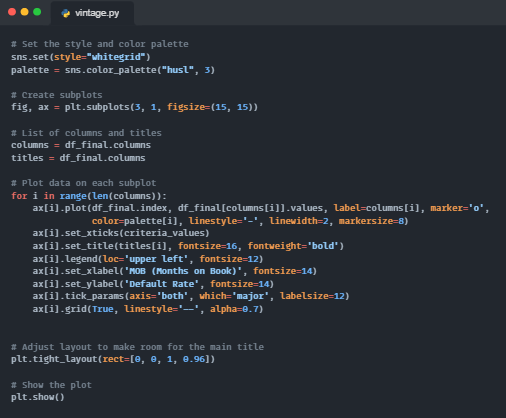 vintage.py
# Set the style and color palette
sns.set(style="whitegrid")
palette = sns.color_palette("husl", 3)
# Create subplots
fig, ax = plt.subplots(3, 1, figsize=(15, 15))
# List of columns and titles
columns = df_final.columns
titles = df_final.columns
# Plot data on each subplot
for i in range(len(columns)):
    ax[i].plot(df_final.index, df_final[columns[i]].values, label=columns[i], marker='o',
            color=palette[i], linestyle='-', linewidth=2, markersize=8)
    ax[i].set_xticks(criteria_values)
    ax[i].set_title(titles[i], fontsize=16, fontweight='bold')
    ax[i].legend(loc='upper left', fontsize=12)
    ax[i].set_xlabel('MOB (Months on Book)', fontsize=14)
    ax[i].set_ylabel('Default Rate', fontsize=14)
    ax[i].tick_params(axis='both', which='major', labelsize=12)
    ax[i].grid(True, linestyle='--', alpha=0.7)
# Adjust layout to make room for the main title
plt.tight_layout(rect=[0, 0, 1, 0.96])
# Show the plot
plt.show()